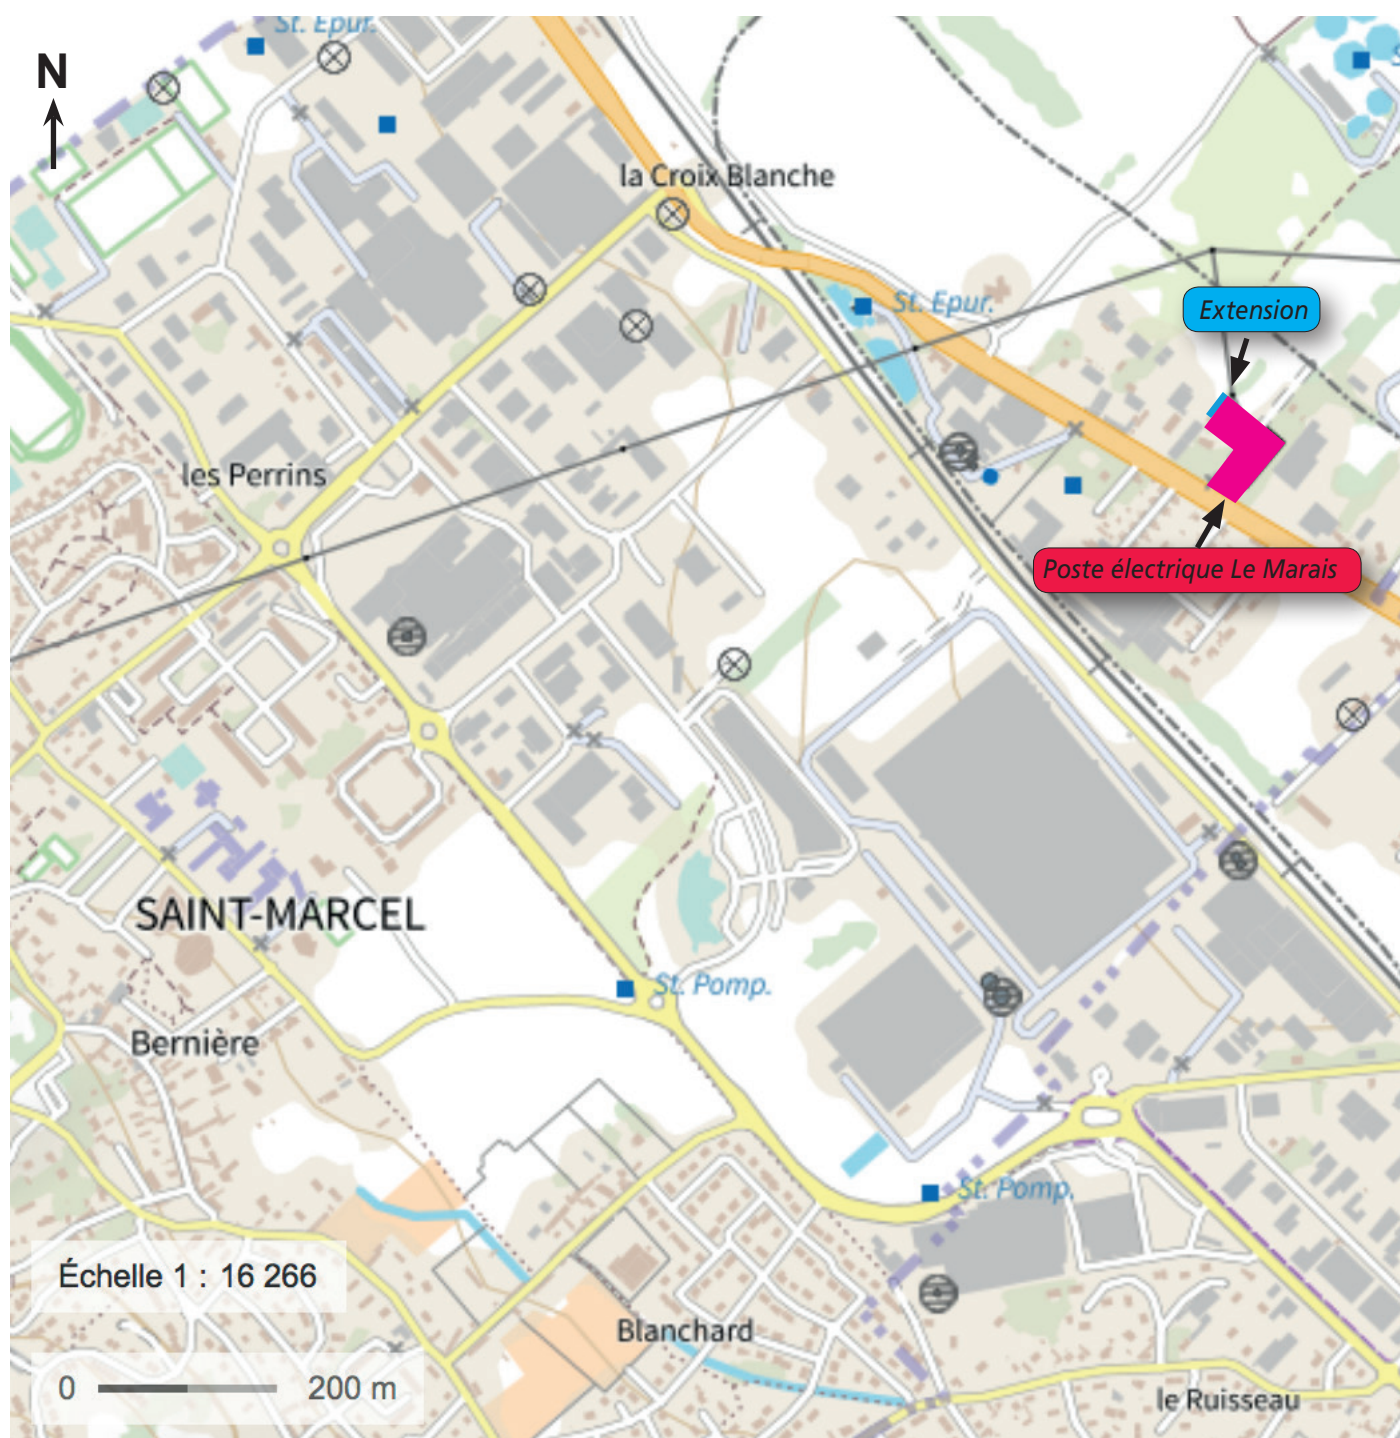 St. Epur.
N
la Croix Blanche
St. Epur.
Extension
les Perrins
Poste électrique Le Marais
SAINT-MARCEL
St. Pomp.
Bernière
St. Pomp.
Échelle 1 : 16 266
Blanchard
0 200 m
le Ruisseau